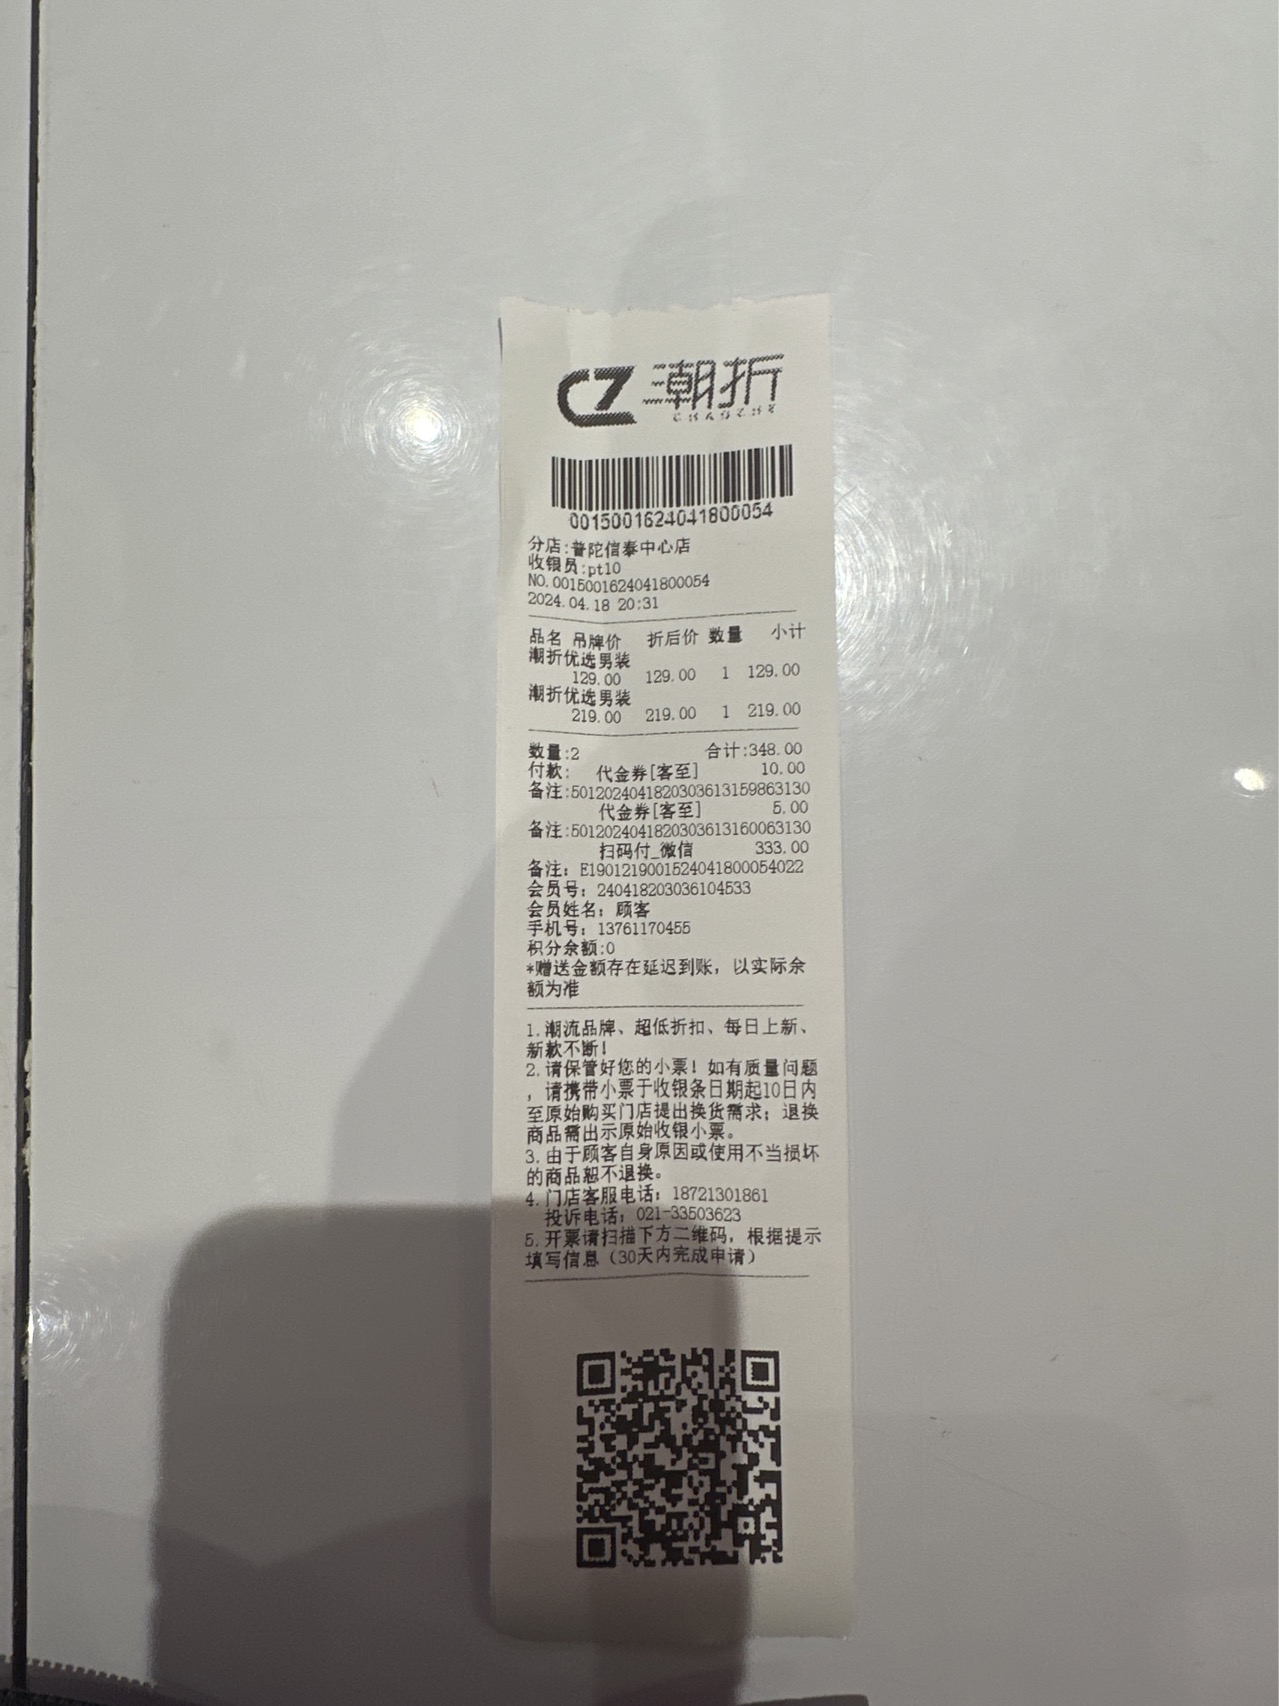 CZ 潮折
0015001624041800054
分店:普陀信泰中心店
收银员:pt10
NO.0015001624041800054
2024.04.18 20:31
品名 吊牌价 折后价 数量 小计
潮折优选男装
129.00 129.00 1 129.00
潮折优选男装
219.00 219.00 1 219.00
数量:2 合计:348.00
付款: 代金券[客至] 10.00
备注:5012024041820303613159863130
代金券[客至] 5.00
备注:5012024041820303613160063130
扫码付_微信 333.00
备注: E1901219001524041800054022
会员号: 240418203036104533
会员姓名: 顾客
手机号: 13761170455
积分余额:0
*赠送金额存在延迟到账，以实际余
额为准
1.潮流品牌、超低折扣、每日上新、
新款不断!
2.请保管好您的小票!如有质量问题
，请携带小票于收银条日期起10日内
至原始购买门店提出换货需求；退换
商品需出示原始收银小票。
3.由于顾客自身原因或使用不当损坏
的商品恕不退换。
4.门店客服电话：18721301861
投诉电话：021-33503623
5.开票请扫描下方二维码，根据提示
填写信息（30天内完成申请）